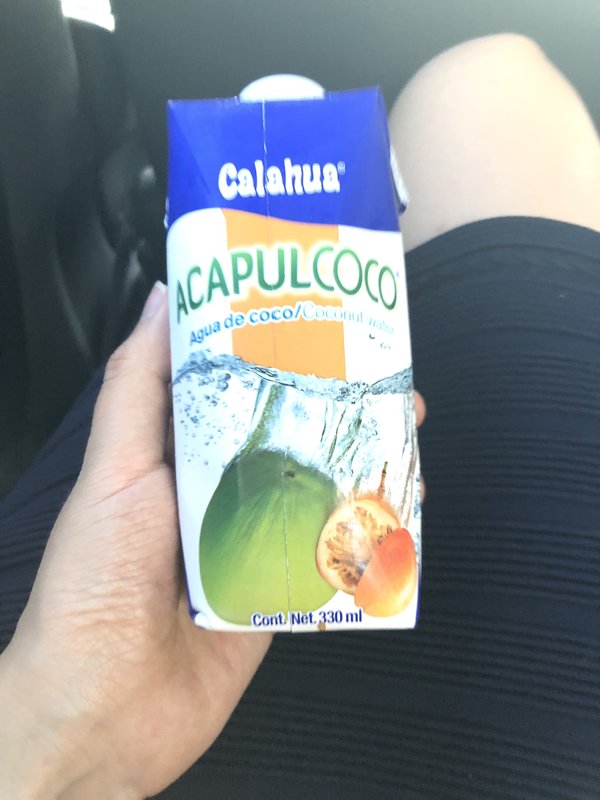 Calahua®
ACAPULCOCO
Agua de coco/Coconut water
Cont. Net. 330 ml